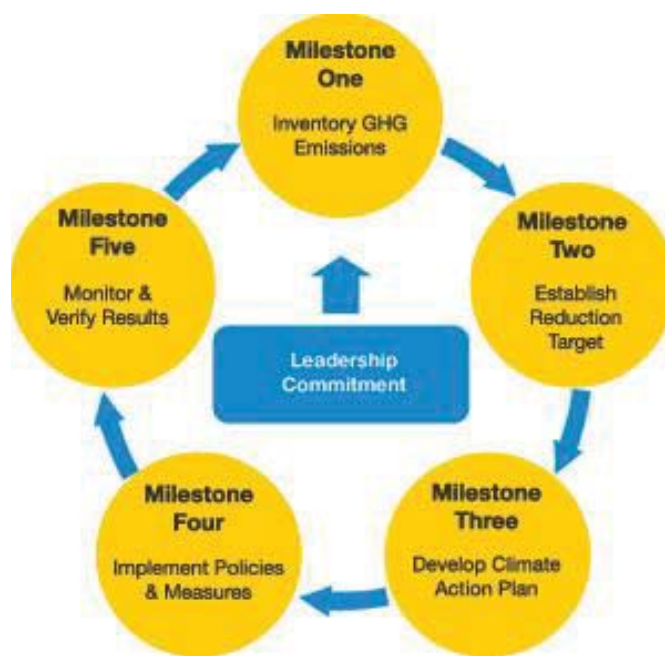 Milestone
One
Inventory GHG
Emissions
Milestone
Two
Establish
Reduction
Target
Milestone
Three
Develop Climate
Action Plan
Milestone
Four
Implement Policies
& Measures
Milestone
Five
Monitor &
Verify Results
Leadership
Commitment